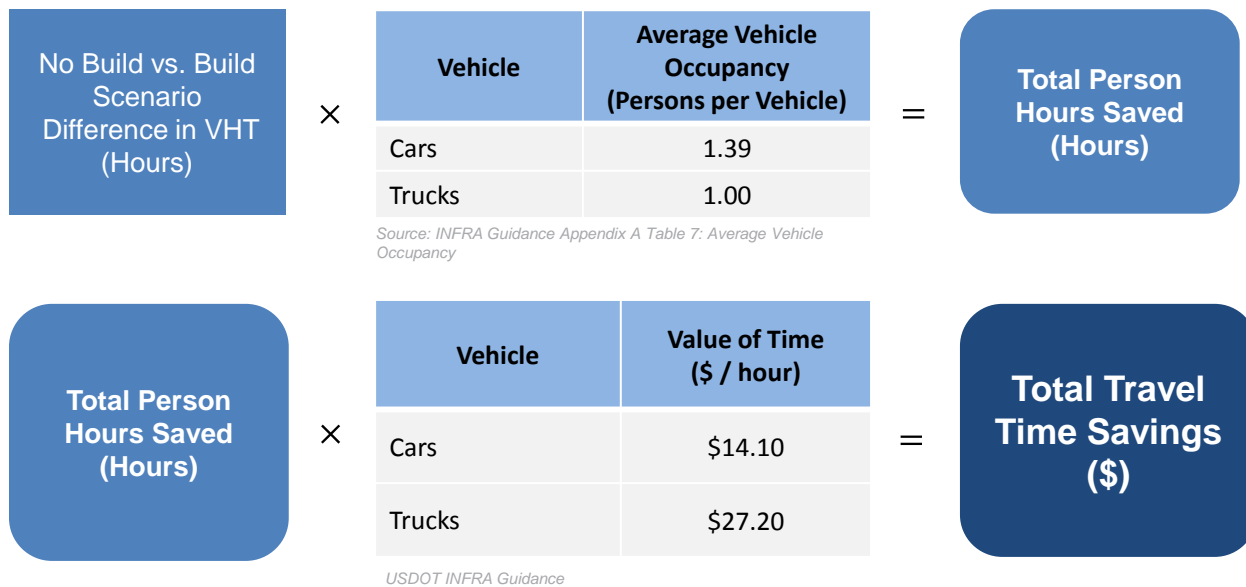 No Build vs. Build
Scenario
Difference in VHT
(Hours)
×
Vehicle
Average Vehicle
Occupancy
(Persons per Vehicle)
Cars
1.39
Trucks
1.00
Source: INFRA Guidance Appendix A Table 7: Average Vehicle
Occupancy
=
Total Person
Hours Saved
(Hours)
Total Person
Hours Saved
(Hours)
×
Vehicle
Value of Time
($ / hour)
Cars
$14.10
Trucks
$27.20
USDOT INFRA Guidance
=
Total Travel
Time Savings
($)